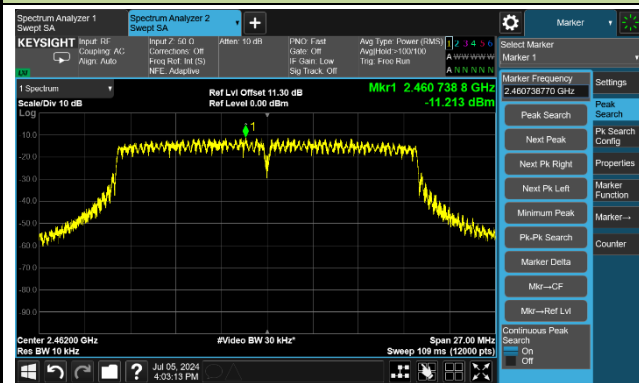 Spectrum Analyzer 1
Swept SA
Spectrum Analyzer 2
Swept SA
+
Marker
KEYSIGHT
Input: RF
Coupling: AC
Align: Auto
Input Z: 50 Ω
Corrections: Off
Freq Ref: Int (S)
NFE: Adaptive
Atten: 10 dB
PNO: Fast
Gate: Off
IF Gain: Low
Sig Track: Off
Avg Type: Power (RMS)
Avg|Hold:>100/100
Trig: Free Run
1 2 3 4 5 6
A W W W W W
A N N N N N
LW
Select Marker
Marker 1
1 Spectrum
Scale/Div 10 dB
Log
Ref Lvl Offset 11.30 dB
Ref Level 0.00 dBm
Mkr1 2.460 738 8 GHz
-11.213 dBm
1
-10.0
-20.0
-30.0
-40.0
-50.0
-60.0
-70.0
-80.0
-90.0
Center 2.46200 GHz
Res BW 10 kHz
#Video BW 30 kHz*
Span 27.00 MHz
Sweep 109 ms (12000 pts)
Marker Frequency
2.460738770 GHz
Peak Search
Next Peak
Next Pk Right
Next Pk Left
Minimum Peak
Pk-Pk Search
Marker Delta
Mkr→CF
Mkr→Ref Lvl
Continuous Peak
Search
On
Off
Settings
Peak
Search
Pk Search
Config
Properties
Marker
Function
Marker→
Counter
?
Jul 05, 2024
4:03:13 PM